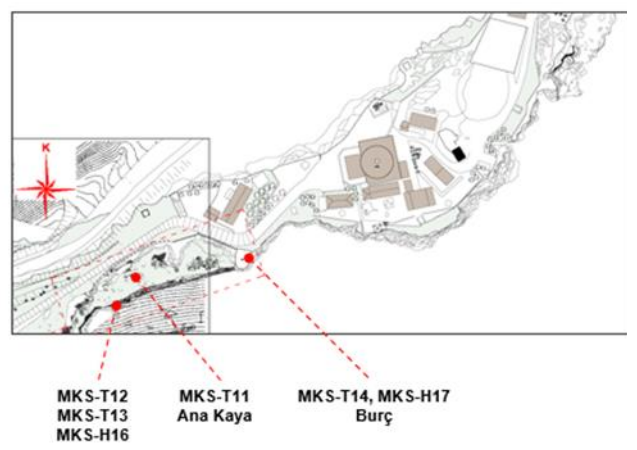 K
MKS-T12
MKS-T13
MKS-H16
MKS-T11
Ana Kaya
MKS-T14, MKS-H17
Burç